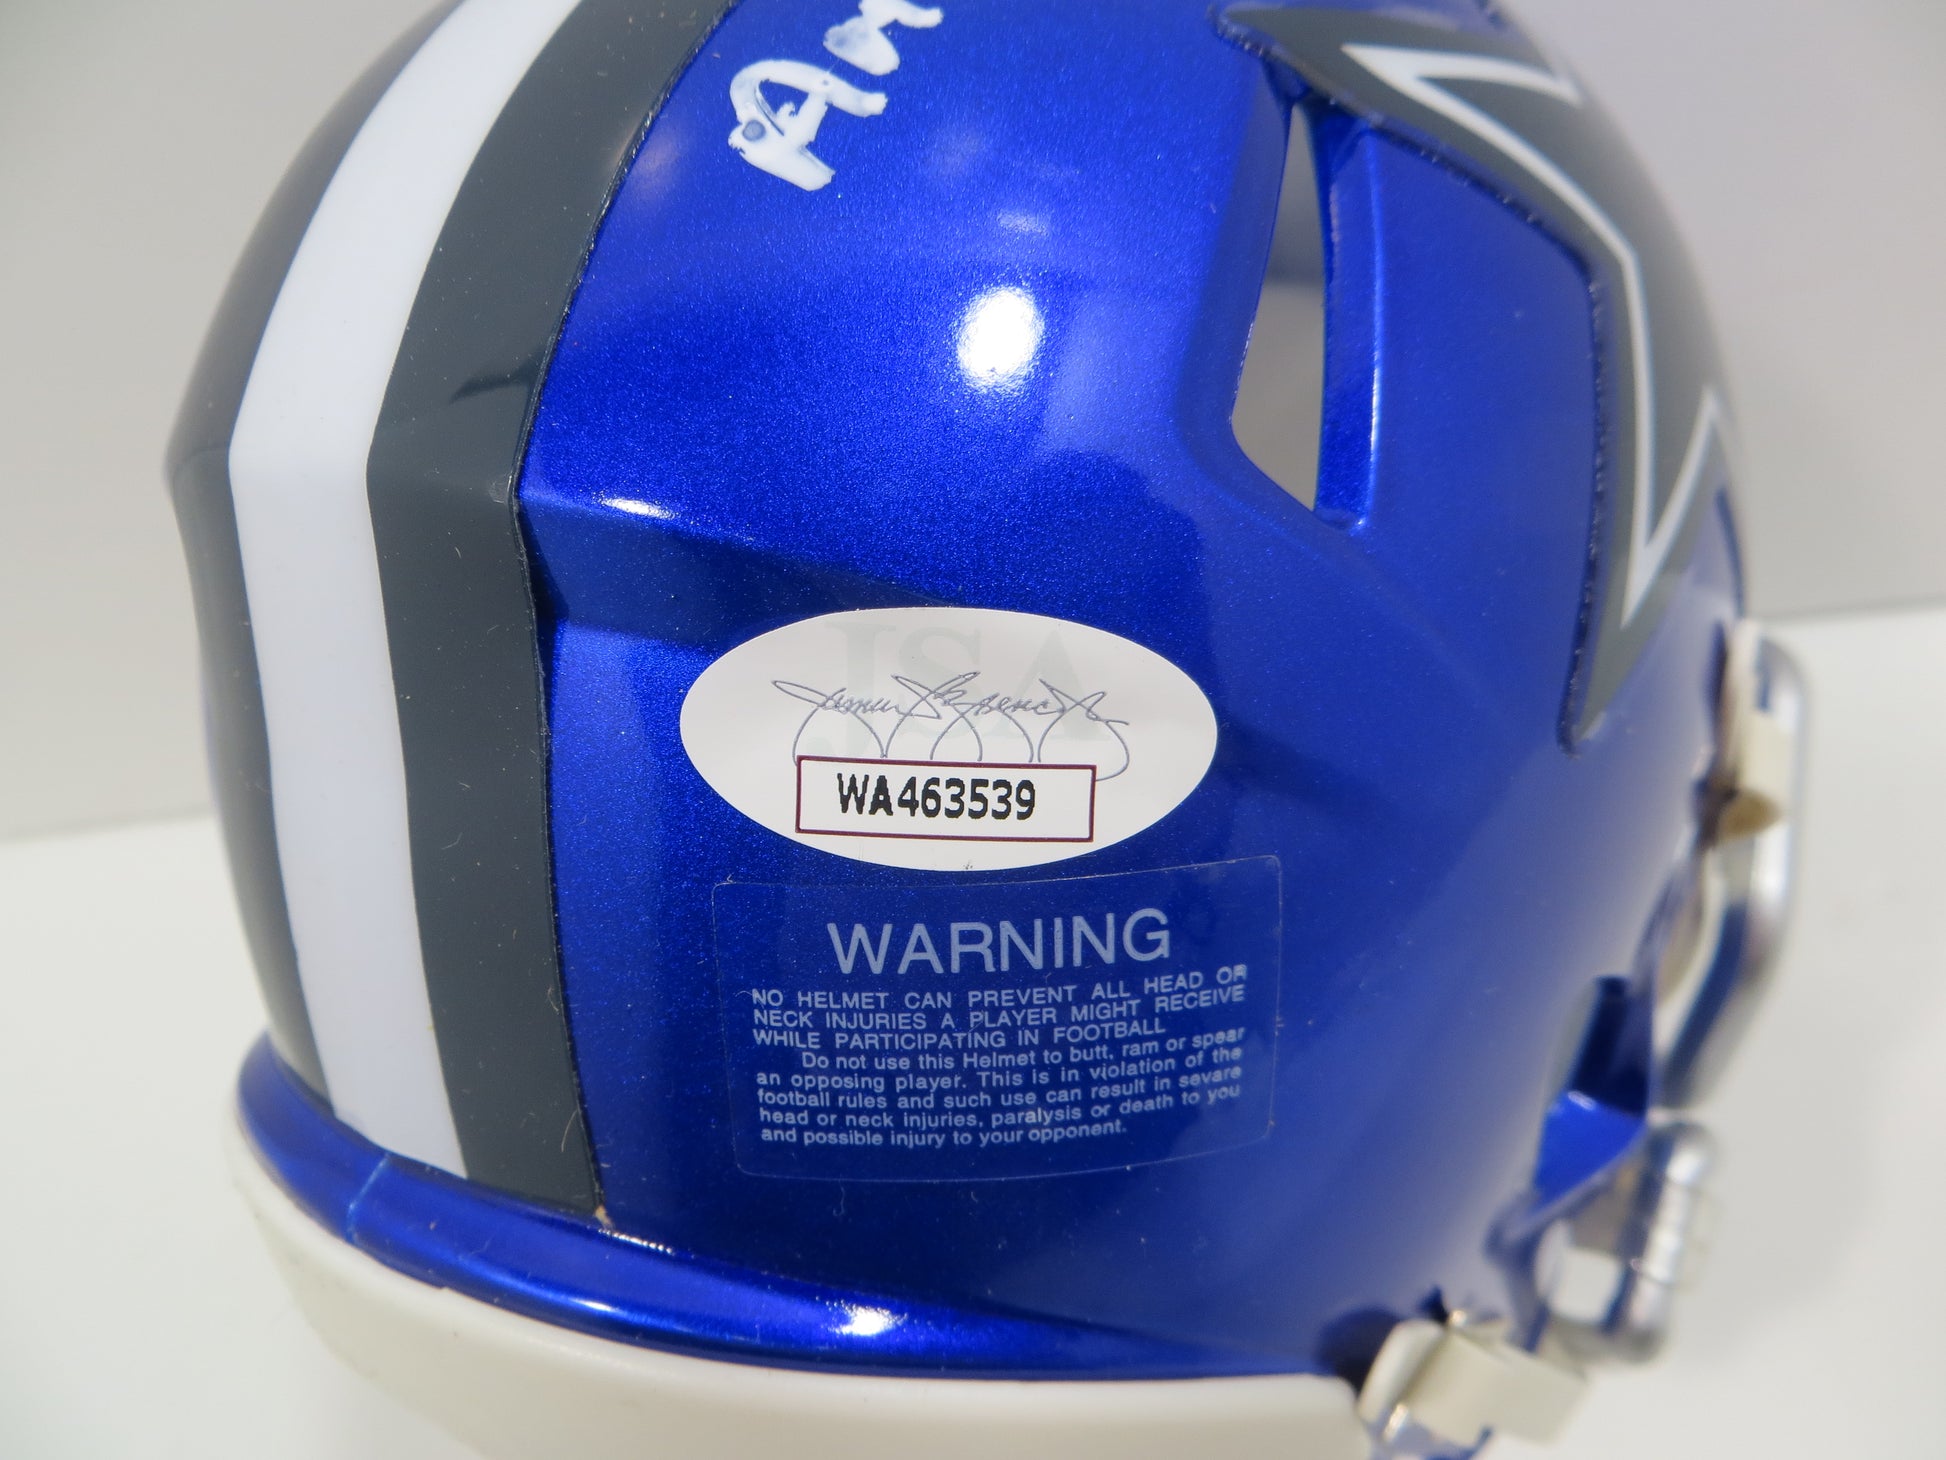 JSA
WA463539
WARNING
NO HELMET CAN PREVENT ALL HEAD OR
NECK INJURIES A PLAYER MIGHT RECEIVE
WHILE PARTICIPATING IN FOOTBALL
Do not use this Helmet to butt, ram or spear
an opposing player. This is in violation of the
football rules and such use can result in severe
head or neck injuries, paralysis or death to you
and possible injury to your opponent.